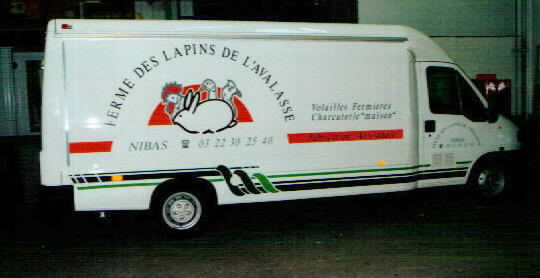 FERME DES LAPINS DE L'AVALASSE
Volailles Fermières
Charcuterie "maison"
Fabrication Artisanale
NIBAS ☎ 03 22 30 25 40